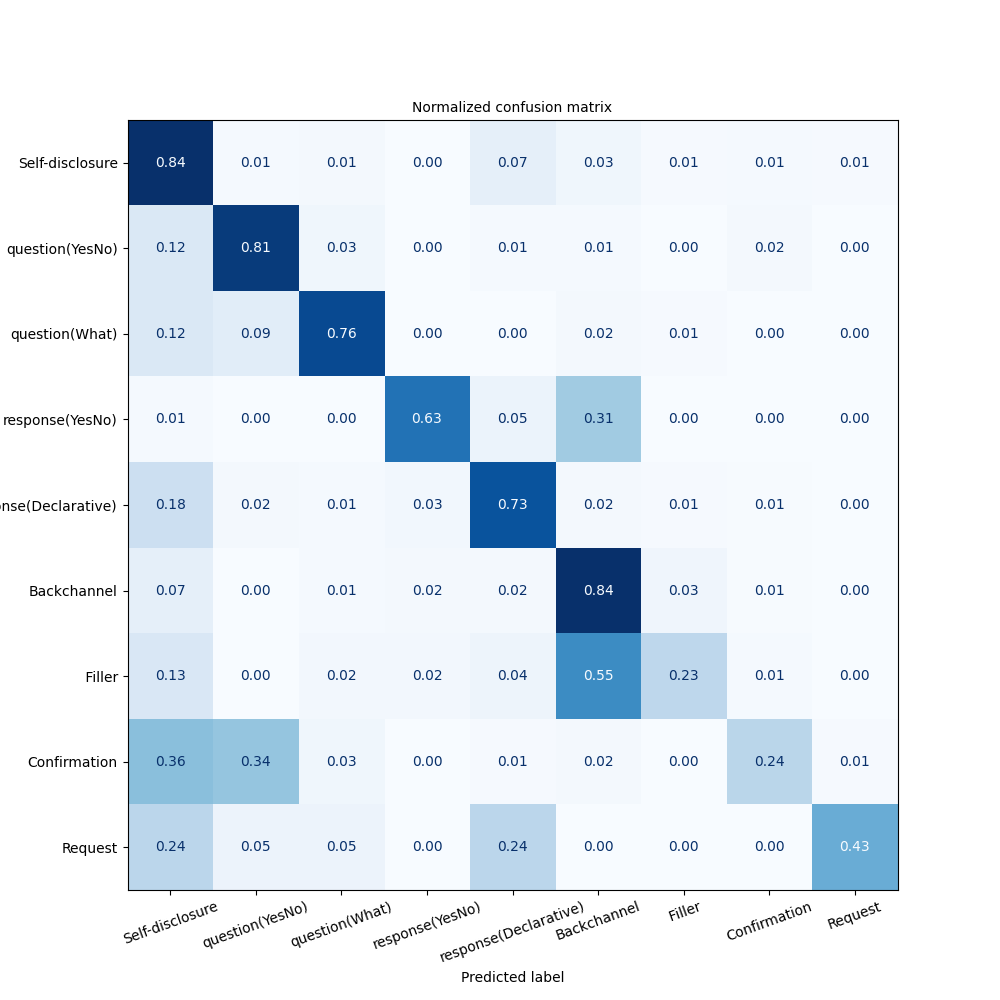 Normalized confusion matrix
Self-disclosure 0.84 0.01 0.01 0.00 0.07 0.03 0.01 0.01 0.01
question(YesNo) 0.12 0.81 0.03 0.00 0.01 0.01 0.00 0.02 0.00
question(What) 0.12 0.09 0.76 0.00 0.00 0.02 0.01 0.00 0.00
response(YesNo) 0.01 0.00 0.00 0.63 0.05 0.31 0.00 0.00 0.00
nse(Declarative) 0.18 0.02 0.01 0.03 0.73 0.02 0.01 0.01 0.00
Backchannel 0.07 0.00 0.01 0.02 0.02 0.84 0.03 0.01 0.00
Filler 0.13 0.00 0.02 0.02 0.04 0.55 0.23 0.01 0.00
Confirmation 0.36 0.34 0.03 0.00 0.01 0.02 0.00 0.24 0.01
Request 0.24 0.05 0.05 0.00 0.24 0.00 0.00 0.00 0.43
Self-disclosure question(YesNo) question(What) response(YesNo) response(Declarative) Backchannel Filler Confirmation Request
Predicted label